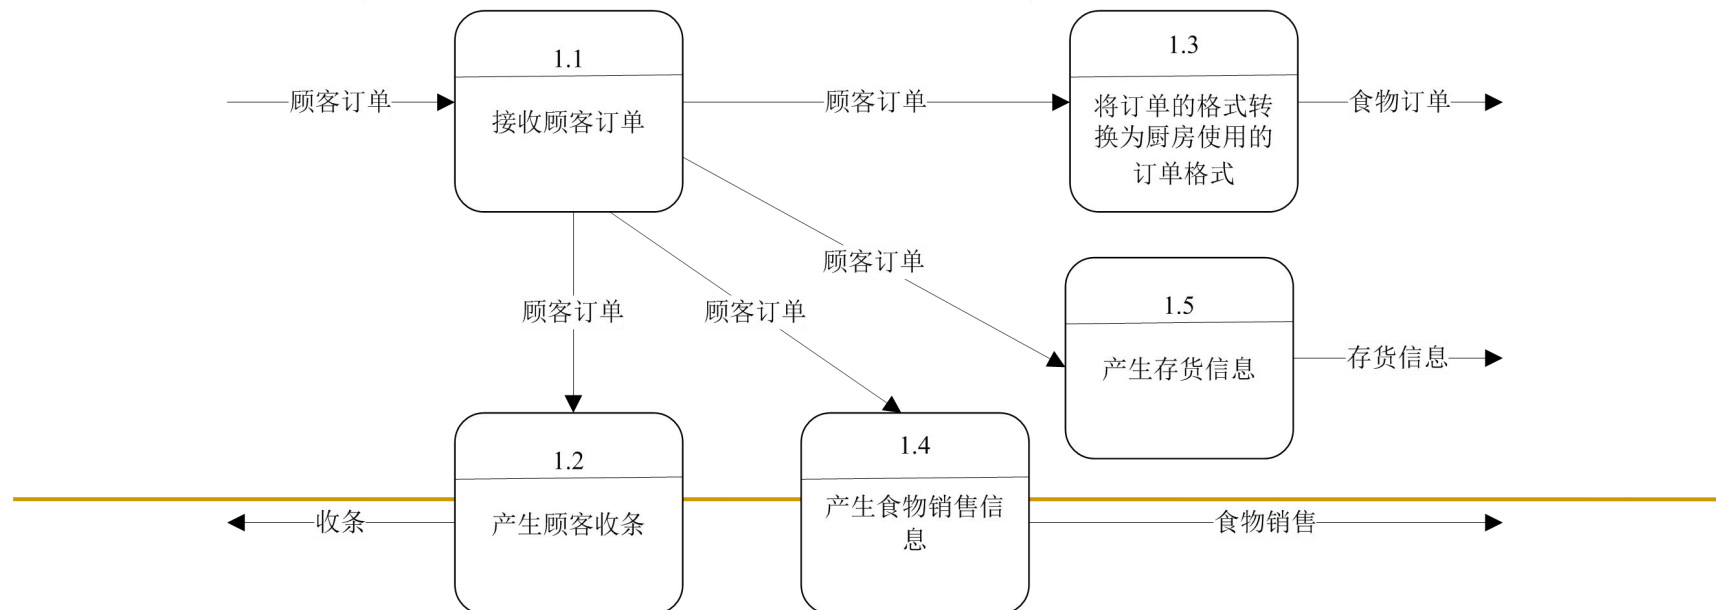 1.1
1.3
顾客订单
接收顾客订单
顾客订单
将订单的格式转
换为厨房使用的
订单格式
食物订单
顾客订单
顾客订单
顾客订单
1.5
产生存货信息
存货信息
1.2
产生顾客收条
收条
1.4
产生食物销售信
息
食物销售